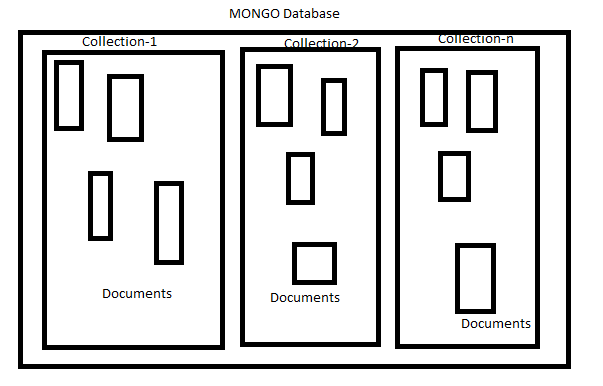 MONGO Database
Collection-1
Collection-2
Collection-n
Documents
Documents
Documents